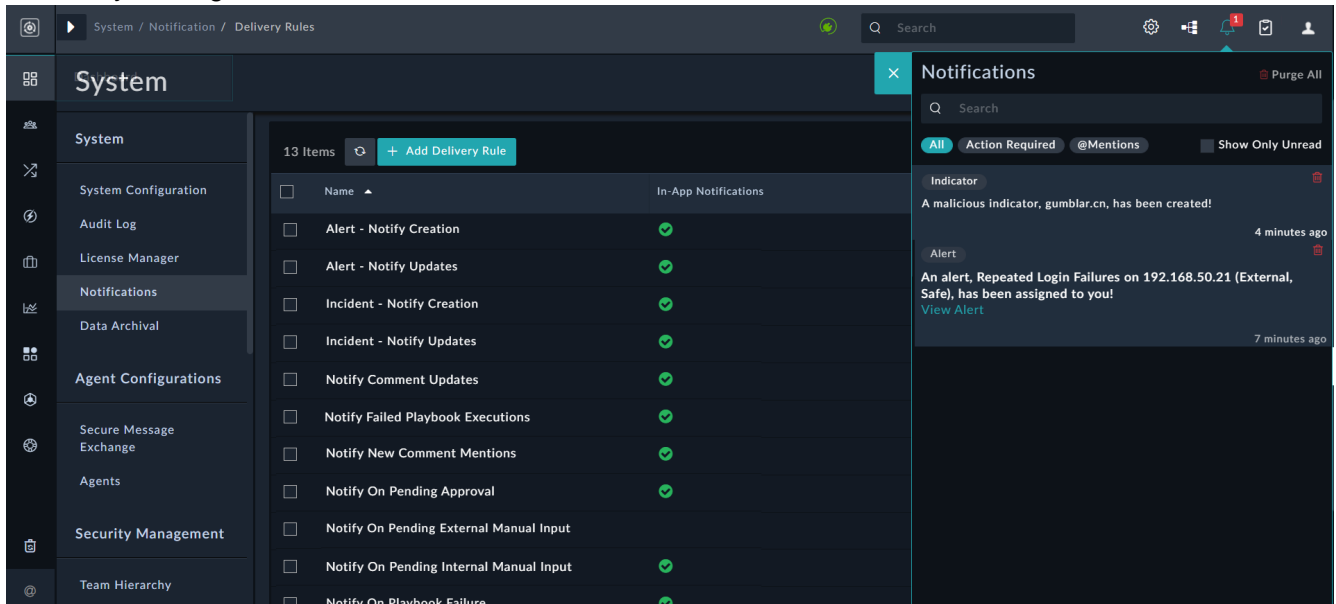 System / Notification / Delivery Rules
Search
1
System
Notifications
Purge All
Search
All
Action Required
@Mentions
Show Only Unread
System
System Configuration
Audit Log
License Manager
Notifications
Data Archival
Agent Configurations
Secure Message
Exchange
Agents
Security Management
Team Hierarchy
@
13 Items
+ Add Delivery Rule
Name
In-App Notifications
Alert - Notify Creation
Alert - Notify Updates
Incident - Notify Creation
Incident - Notify Updates
Notify Comment Updates
Notify Failed Playbook Executions
Notify New Comment Mentions
Notify On Pending Approval
Notify On Pending External Manual Input
Notify On Pending Internal Manual Input
Notify On Playbook Failure
Indicator
A malicious indicator, gumblar.cn, has been created!
4 minutes ago
Alert
An alert, Repeated Login Failures on 192.168.50.21 (External,
Safe), has been assigned to you!
View Alert
7 minutes ago